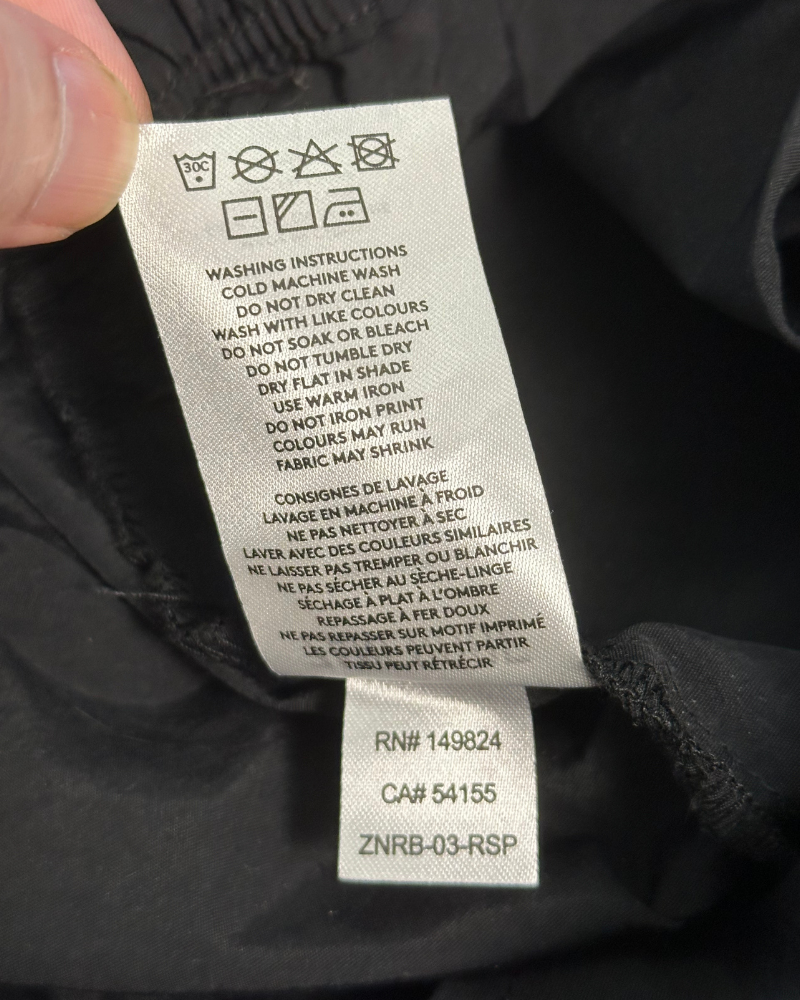 30C
WASHING INSTRUCTIONS
COLD MACHINE WASH
DO NOT DRY CLEAN
WASH WITH LIKE COLOURS
DO NOT SOAK OR BLEACH
DO NOT TUMBLE DRY
DRY FLAT IN SHADE
USE WARM IRON
DO NOT IRON PRINT
COLOURS MAY RUN
FABRIC MAY SHRINK
CONSIGNES DE LAVAGE
LAVAGE EN MACHINE À FROID
NE PAS NETTOYER À SEC
LAVER AVEC DES COULEURS SIMILAIRES
NE LAISSER PAS TREMPER OU BLANCHIR
NE PAS SÉCHER AU SÈCHE-LINGE
SÉCHAGE À PLAT À L'OMBRE
REPASSAGE À FER DOUX
NE PAS REPASSER SUR MOTIF IMPRIMÉ
LES COULEURS PEUVENT PARTIR
TISSU PEUT RÉTRÉCIR
RN# 149824
CA# 54155
ZNRB-03-RSP